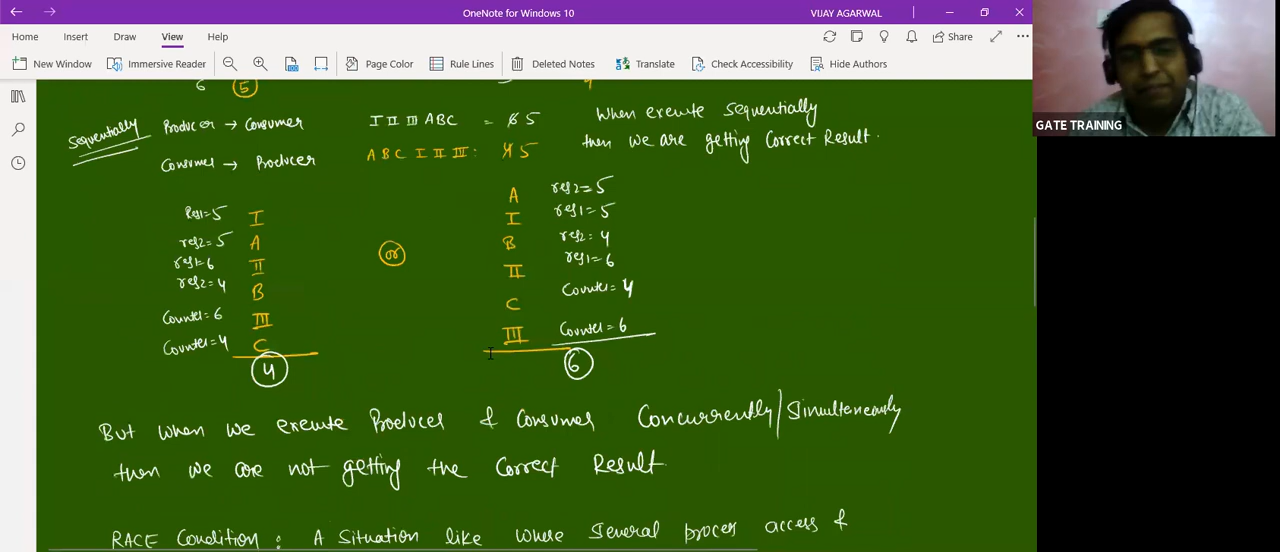 OneNote for Windows 10
VIJAY AGARWAL
Home Insert Draw View Help
Share
New Window Immersive Reader Page Color Rule Lines Deleted Notes Translate Check Accessibility Hide Authors
GATE TRAINING
6 5
Sequentially Producer → Consumer I II III ABC = 6 5 When execute Sequentially
Consumer → Producer ABC I II III : 4 5 then we are getting Correct Result.
Reg1=5 I
reg2=5 A
reg1=6 II
reg2=4 B
Counter=6 III
Counter=4 C
4
or
A reg2=5
I reg1=5
B reg2=4
II reg1=6
C Counter=4
III Counter=6
6
But when we execute Producer & Consumer Concurrently/Simultaneously
then we are not getting the Correct Result.
RACE Condition : A Situation like where Several process access &